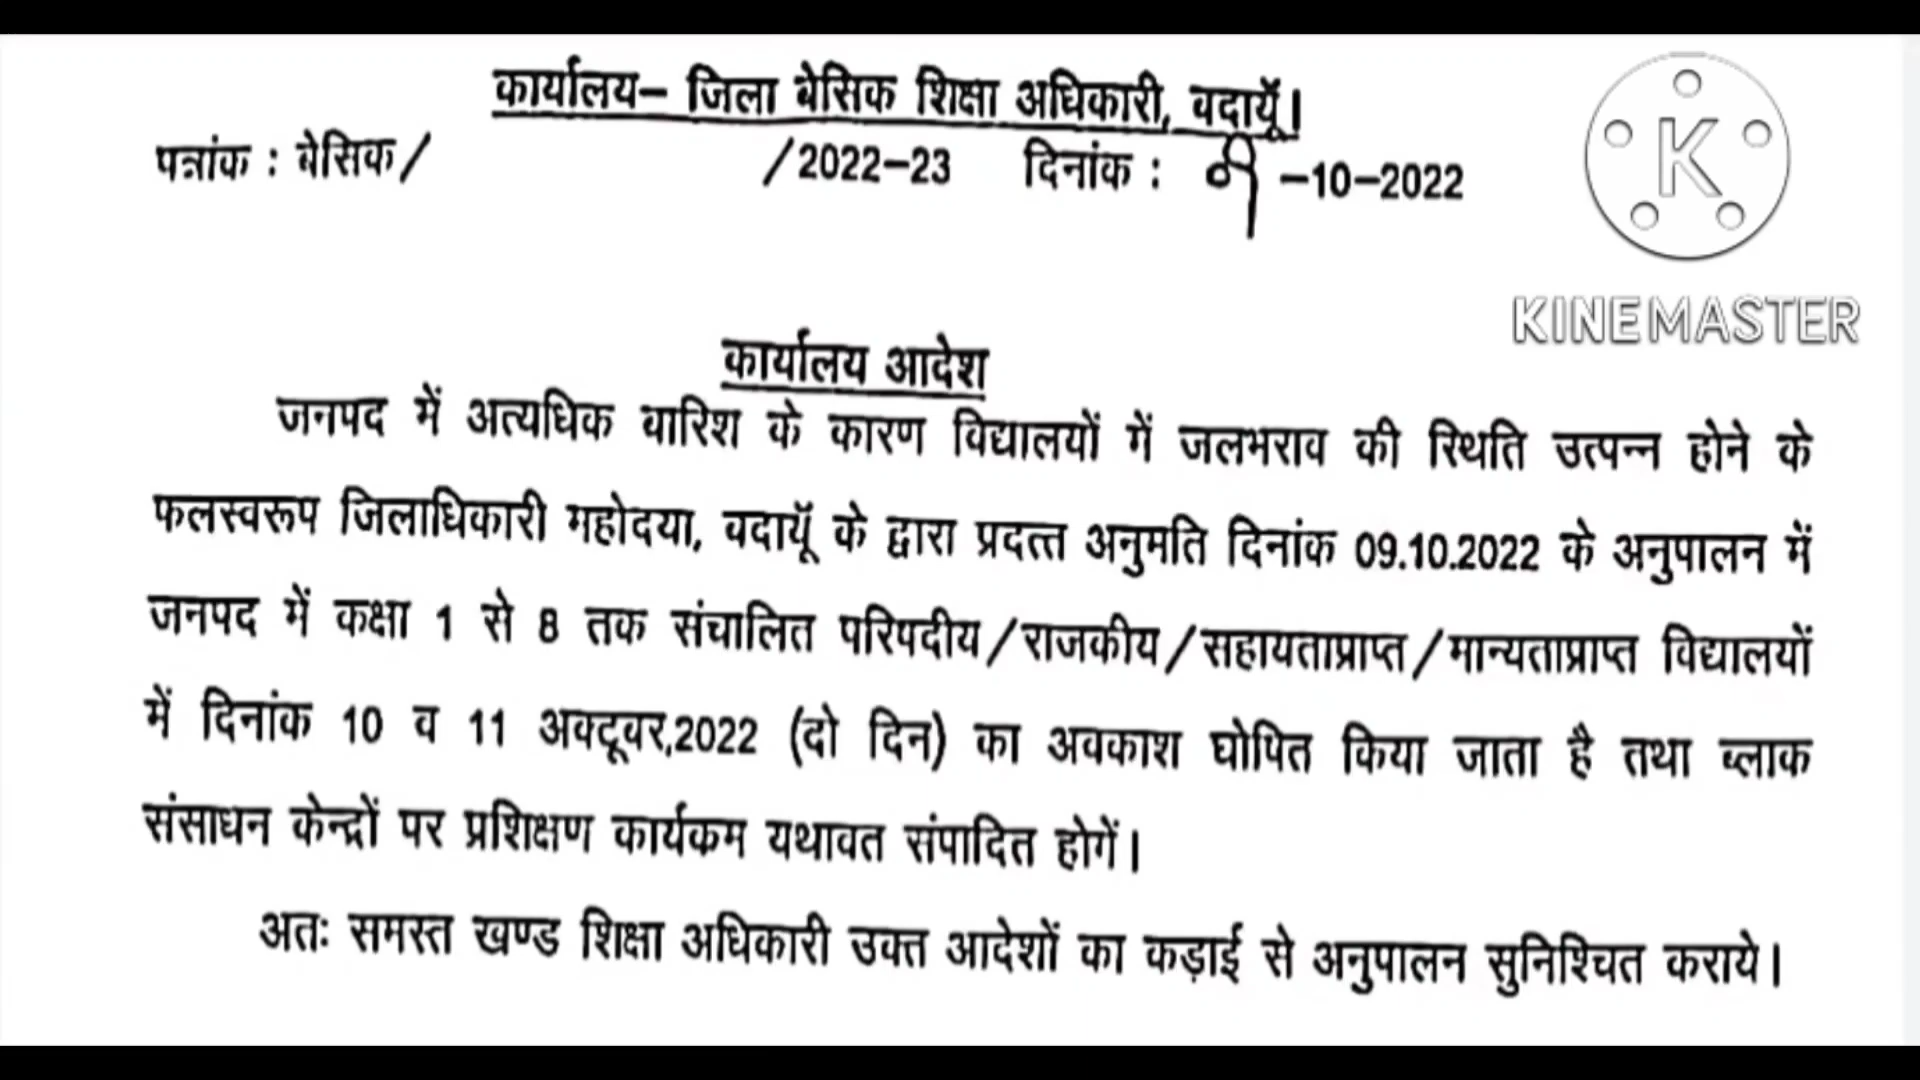 कार्यालय– जिला बेसिक शिक्षा अधिकारी, बदायूॅं।
पत्रांक : बेसिक/ /2022–23 दिनांक : –10–2022
KINEMASTER
कार्यालय आदेश
जनपद में अत्यधिक बारिश के कारण विद्यालयों में जलभराव की स्थिति उत्पन्न होने के
फलस्वरूप जिलाधिकारी महोदया, बदायूॅं के द्वारा प्रदत्त अनुमति दिनांक 09.10.2022 के अनुपालन में
जनपद में कक्षा 1 से 8 तक संचालित परिषदीय/राजकीय/सहायताप्राप्त/मान्यताप्राप्त विद्यालयों
में दिनांक 10 व 11 अक्टूबर,2022 (दो दिन) का अवकाश घोषित किया जाता है तथा ब्लाक
संसाधन केन्द्रों पर प्रशिक्षण कार्यकम यथावत संपादित होगें।
अतः समस्त खण्ड शिक्षा अधिकारी उक्त आदेशों का कड़ाई से अनुपालन सुनिश्चित कराये।